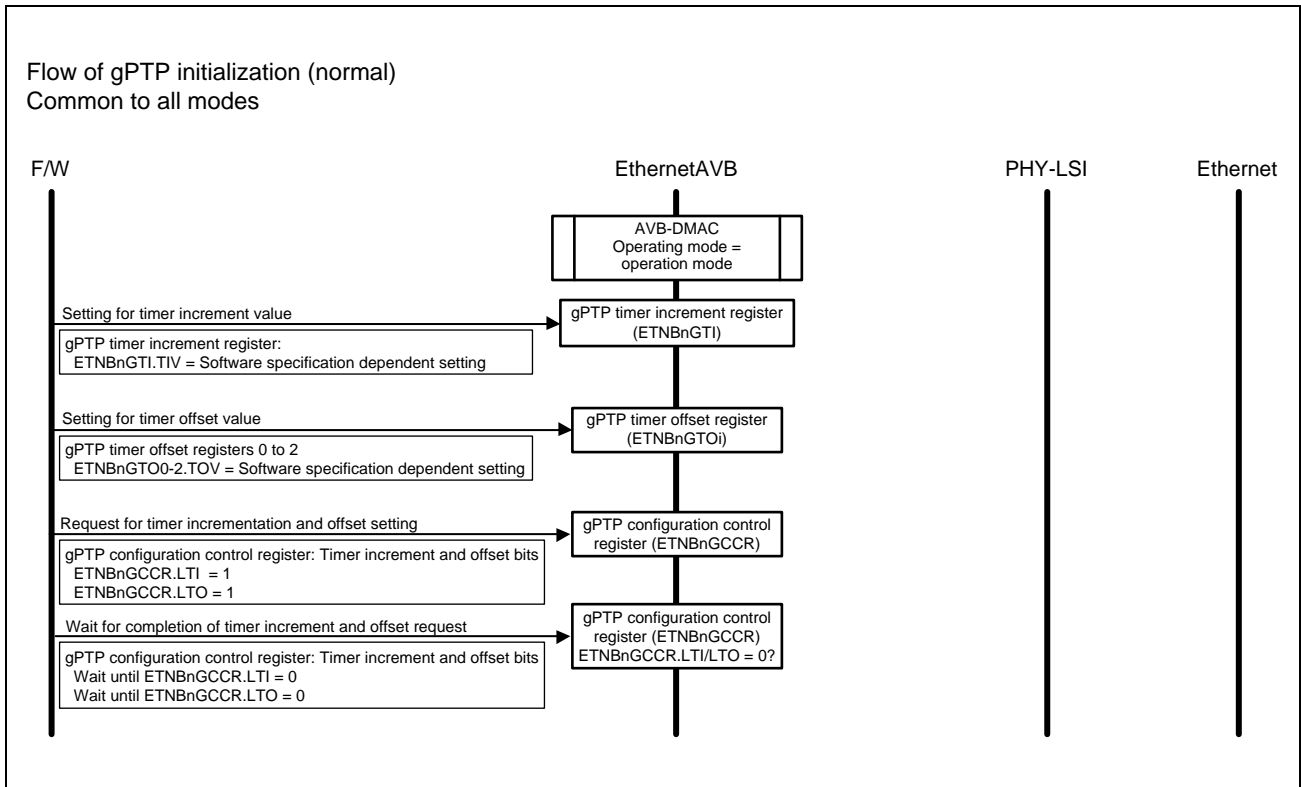 Flow of gPTP initialization (normal)
Common to all modes
F/W
EthernetAVB
PHY-LSI
Ethernet
AVB-DMAC
Operating mode =
operation mode
Setting for timer increment value
gPTP timer increment register
(ETNBnGTI)
gPTP timer increment register:
ETNBnGTI.TIV = Software specification dependent setting
Setting for timer offset value
gPTP timer offset register
(ETNBnGTOi)
gPTP timer offset registers 0 to 2
ETNBnGTO0-2.TOV = Software specification dependent setting
Request for timer incrementation and offset setting
gPTP configuration control
register (ETNBnGCCR)
gPTP configuration control register: Timer increment and offset bits
ETNBnGCCR.LTI = 1
ETNBnGCCR.LTO = 1
Wait for completion of timer increment and offset request
gPTP configuration control
register (ETNBnGCCR)
ETNBnGCCR.LTI/LTO = 0?
gPTP configuration control register: Timer increment and offset bits
Wait until ETNBnGCCR.LTI = 0
Wait until ETNBnGCCR.LTO = 0